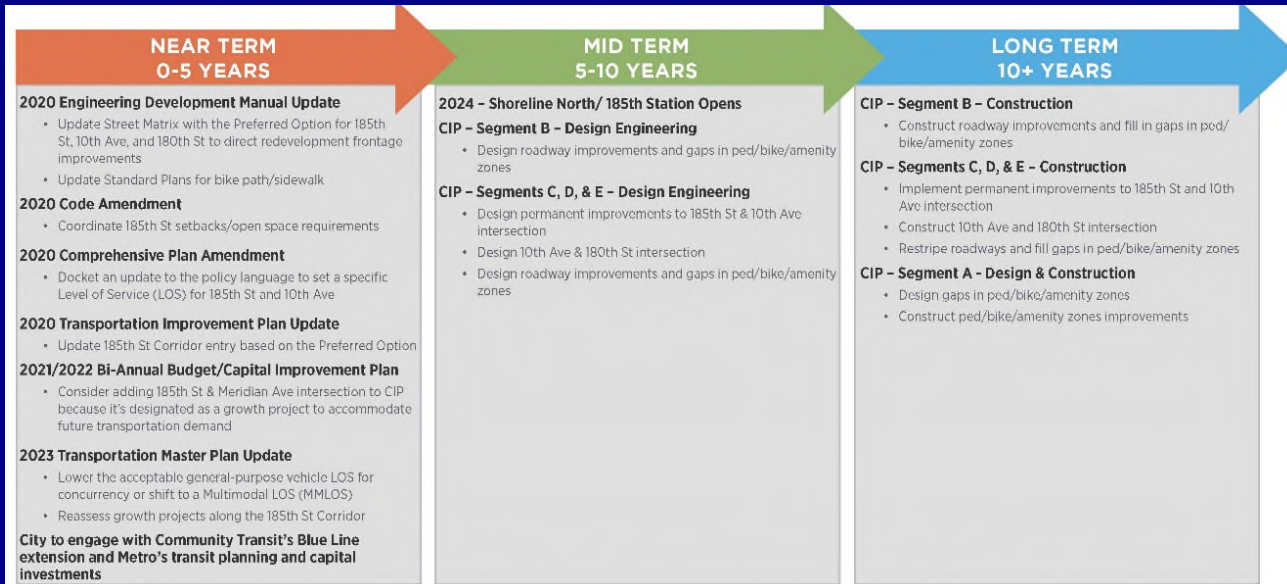 NEAR TERM
0-5 YEARS
2020 Engineering Development Manual Update
• Update Street Matrix with the Preferred Option for 185th
St, 10th Ave, and 180th St to direct redevelopment frontage
improvements
• Update Standard Plans for bike path/sidewalk
2020 Code Amendment
• Coordinate 185th St setbacks/open space requirements
2020 Comprehensive Plan Amendment
• Docket an update to the policy language to set a specific
Level of Service (LOS) for 185th St and 10th Ave
2020 Transportation Improvement Plan Update
• Update 185th St Corridor entry based on the Preferred Option
2021/2022 Bi-Annual Budget/Capital Improvement Plan
• Consider adding 185th St & Meridian Ave intersection to CIP
because it's designated as a growth project to accommodate
future transportation demand
2023 Transportation Master Plan Update
• Lower the acceptable general-purpose vehicle LOS for
concurrency or shift to a Multimodal LOS (MMLOS)
• Reassess growth projects along the 185th St Corridor
City to engage with Community Transit's Blue Line
extension and Metro's transit planning and capital
investments
MID TERM
5-10 YEARS
2024 – Shoreline North/ 185th Station Opens
CIP – Segment B – Design Engineering
• Design roadway improvements and gaps in ped/bike/amenity
zones
CIP – Segments C, D, & E – Design Engineering
• Design permanent improvements to 185th St & 10th Ave
intersection
• Design 10th Ave & 180th St intersection
• Design roadway improvements and gaps in ped/bike/amenity
zones
LONG TERM
10+ YEARS
CIP – Segment B – Construction
• Construct roadway improvements and fill in gaps in ped/
bike/amenity zones
CIP – Segments C, D, & E – Construction
• Implement permanent improvements to 185th St and 10th
Ave intersection
• Construct 10th Ave and 180th St intersection
• Restripe roadways and fill gaps in ped/bike/amenity zones
CIP – Segment A - Design & Construction
• Design gaps in ped/bike/amenity zones
• Construct ped/bike/amenity zones improvements